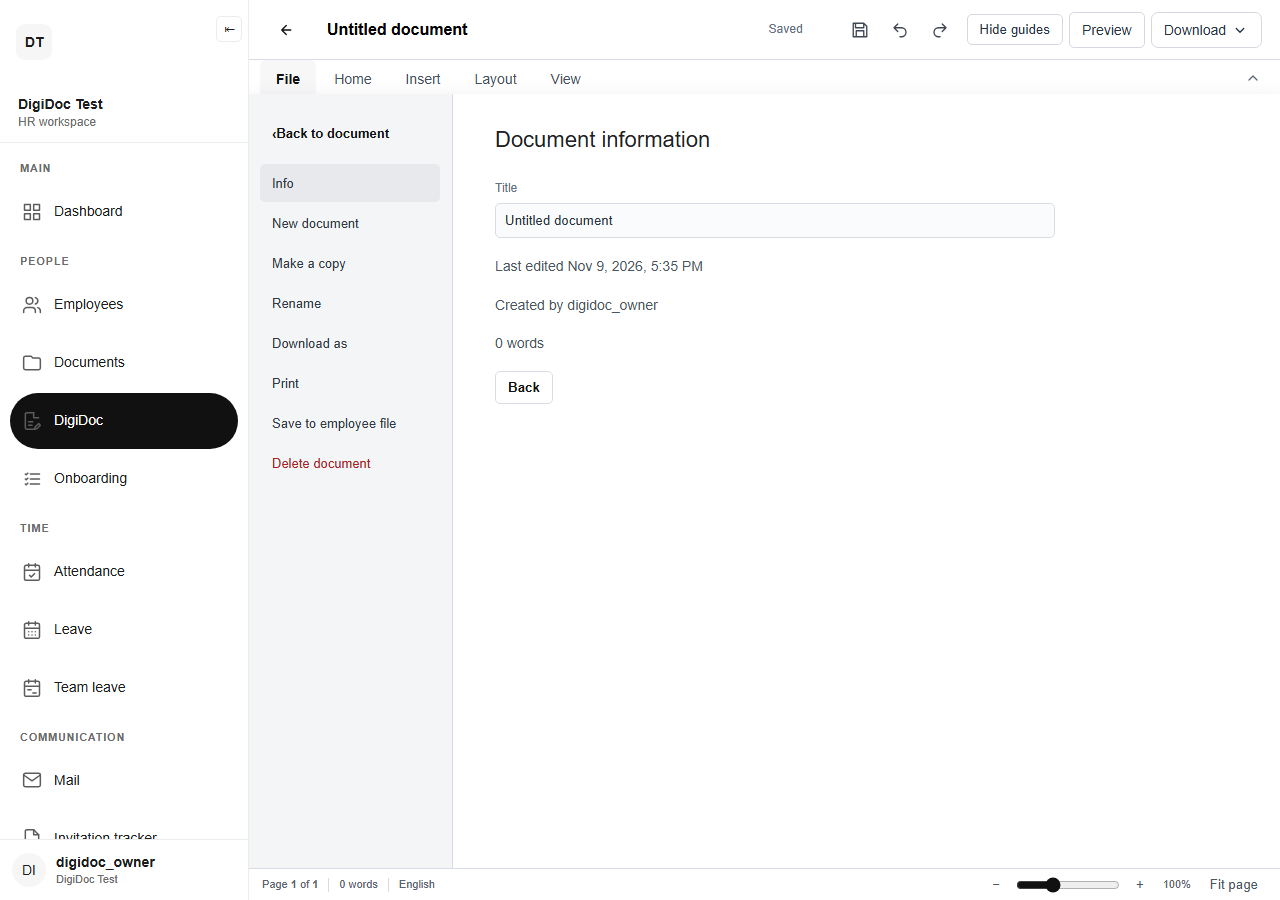 DT
DigiDoc Test
HR workspace
MAIN
Dashboard
PEOPLE
Employees
Documents
DigiDoc
Onboarding
TIME
Attendance
Leave
Team leave
COMMUNICATION
Mail
Invitation tracker
DI
digidoc_owner
DigiDoc Test
Untitled document
Saved
Hide guides
Preview
Download
File
Home
Insert
Layout
View
‹Back to document
Info
New document
Make a copy
Rename
Download as
Print
Save to employee file
Delete document
Document information
Title
Untitled document
Last edited Nov 9, 2026, 5:35 PM
Created by digidoc_owner
0 words
Back
Page 1 of 1
0 words
English
−
+
100%
Fit page